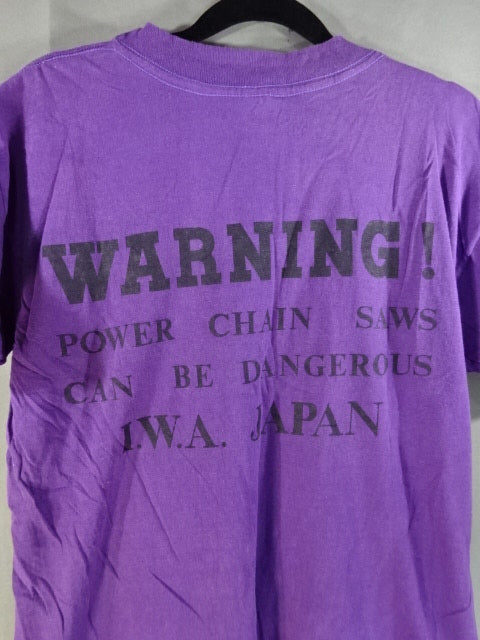 WARNING!
POWER CHAIN SAWS
CAN BE DANGEROUS
I.W.A. JAPAN